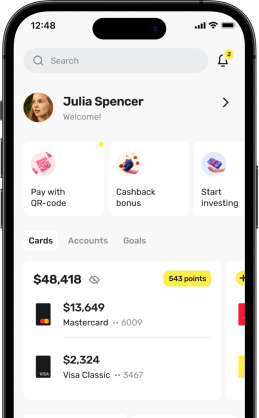 12:48
Search
2
Julia Spencer
Welcome!
Pay with
QR-code
Cashback
bonus
Start
investing
Cards Accounts Goals
$48,418
543 points
$13,649
Mastercard •• 6009
$2,324
VISA
Visa Classic •• 3467